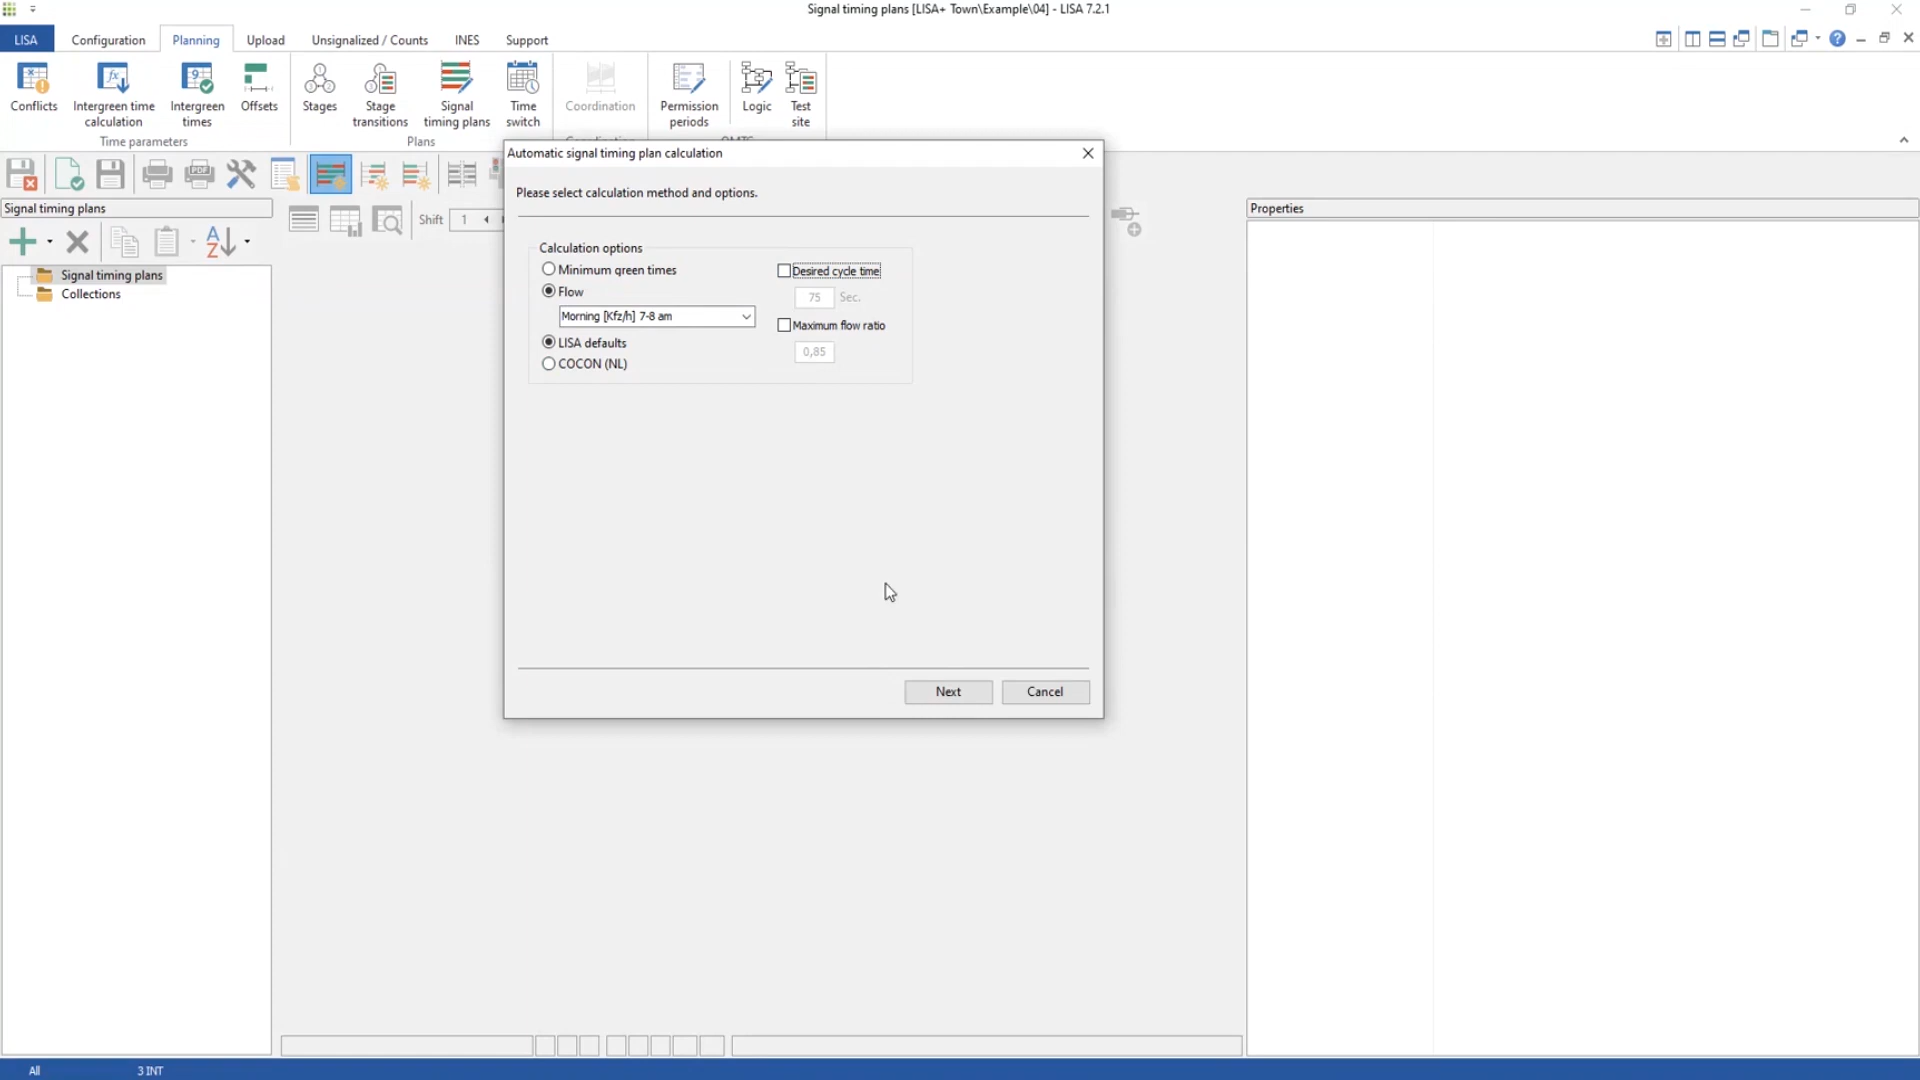 Signal timing plans [LISA+ Town\Example\04] - LISA 7.2.1
LISA
Configuration
Planning
Upload
Unsignalized / Counts
INES
Support
Conflicts
Intergreen time
calculation
Intergreen
times
Offsets
Time parameters
Stages
Stage
transitions
Signal
timing plans
Time
switch
Plans
Coordination
Permission
periods
Logic
Test
site
Automatic signal timing plan calculation
Please select calculation method and options.
Signal timing plans
Shift
1
Signal timing plans
Collections
Calculation options
Minimum green times
Flow
Morning [Kfz/h] 7-8 am
LISA defaults
COCON (NL)
Desired cycle time
75
Sec.
Maximum flow ratio
0,85
Next
Cancel
Properties
All
3 INT